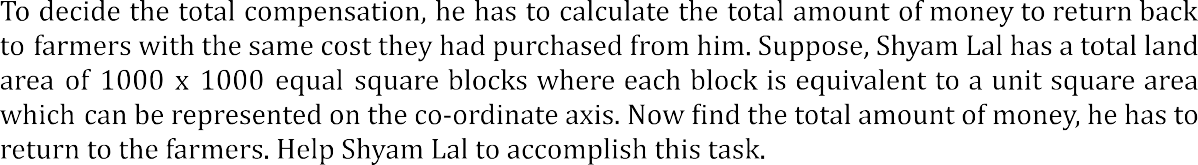 To decide the total compensation, he has to calculate the total amount of money to return back
to farmers with the same cost they had purchased from him. Suppose, Shyam Lal has a total land
area of 1000 x 1000 equal square blocks where each block is equivalent to a unit square area
which can be represented on the co-ordinate axis. Now find the total amount of money, he has to
return to the farmers. Help Shyam Lal to accomplish this task.